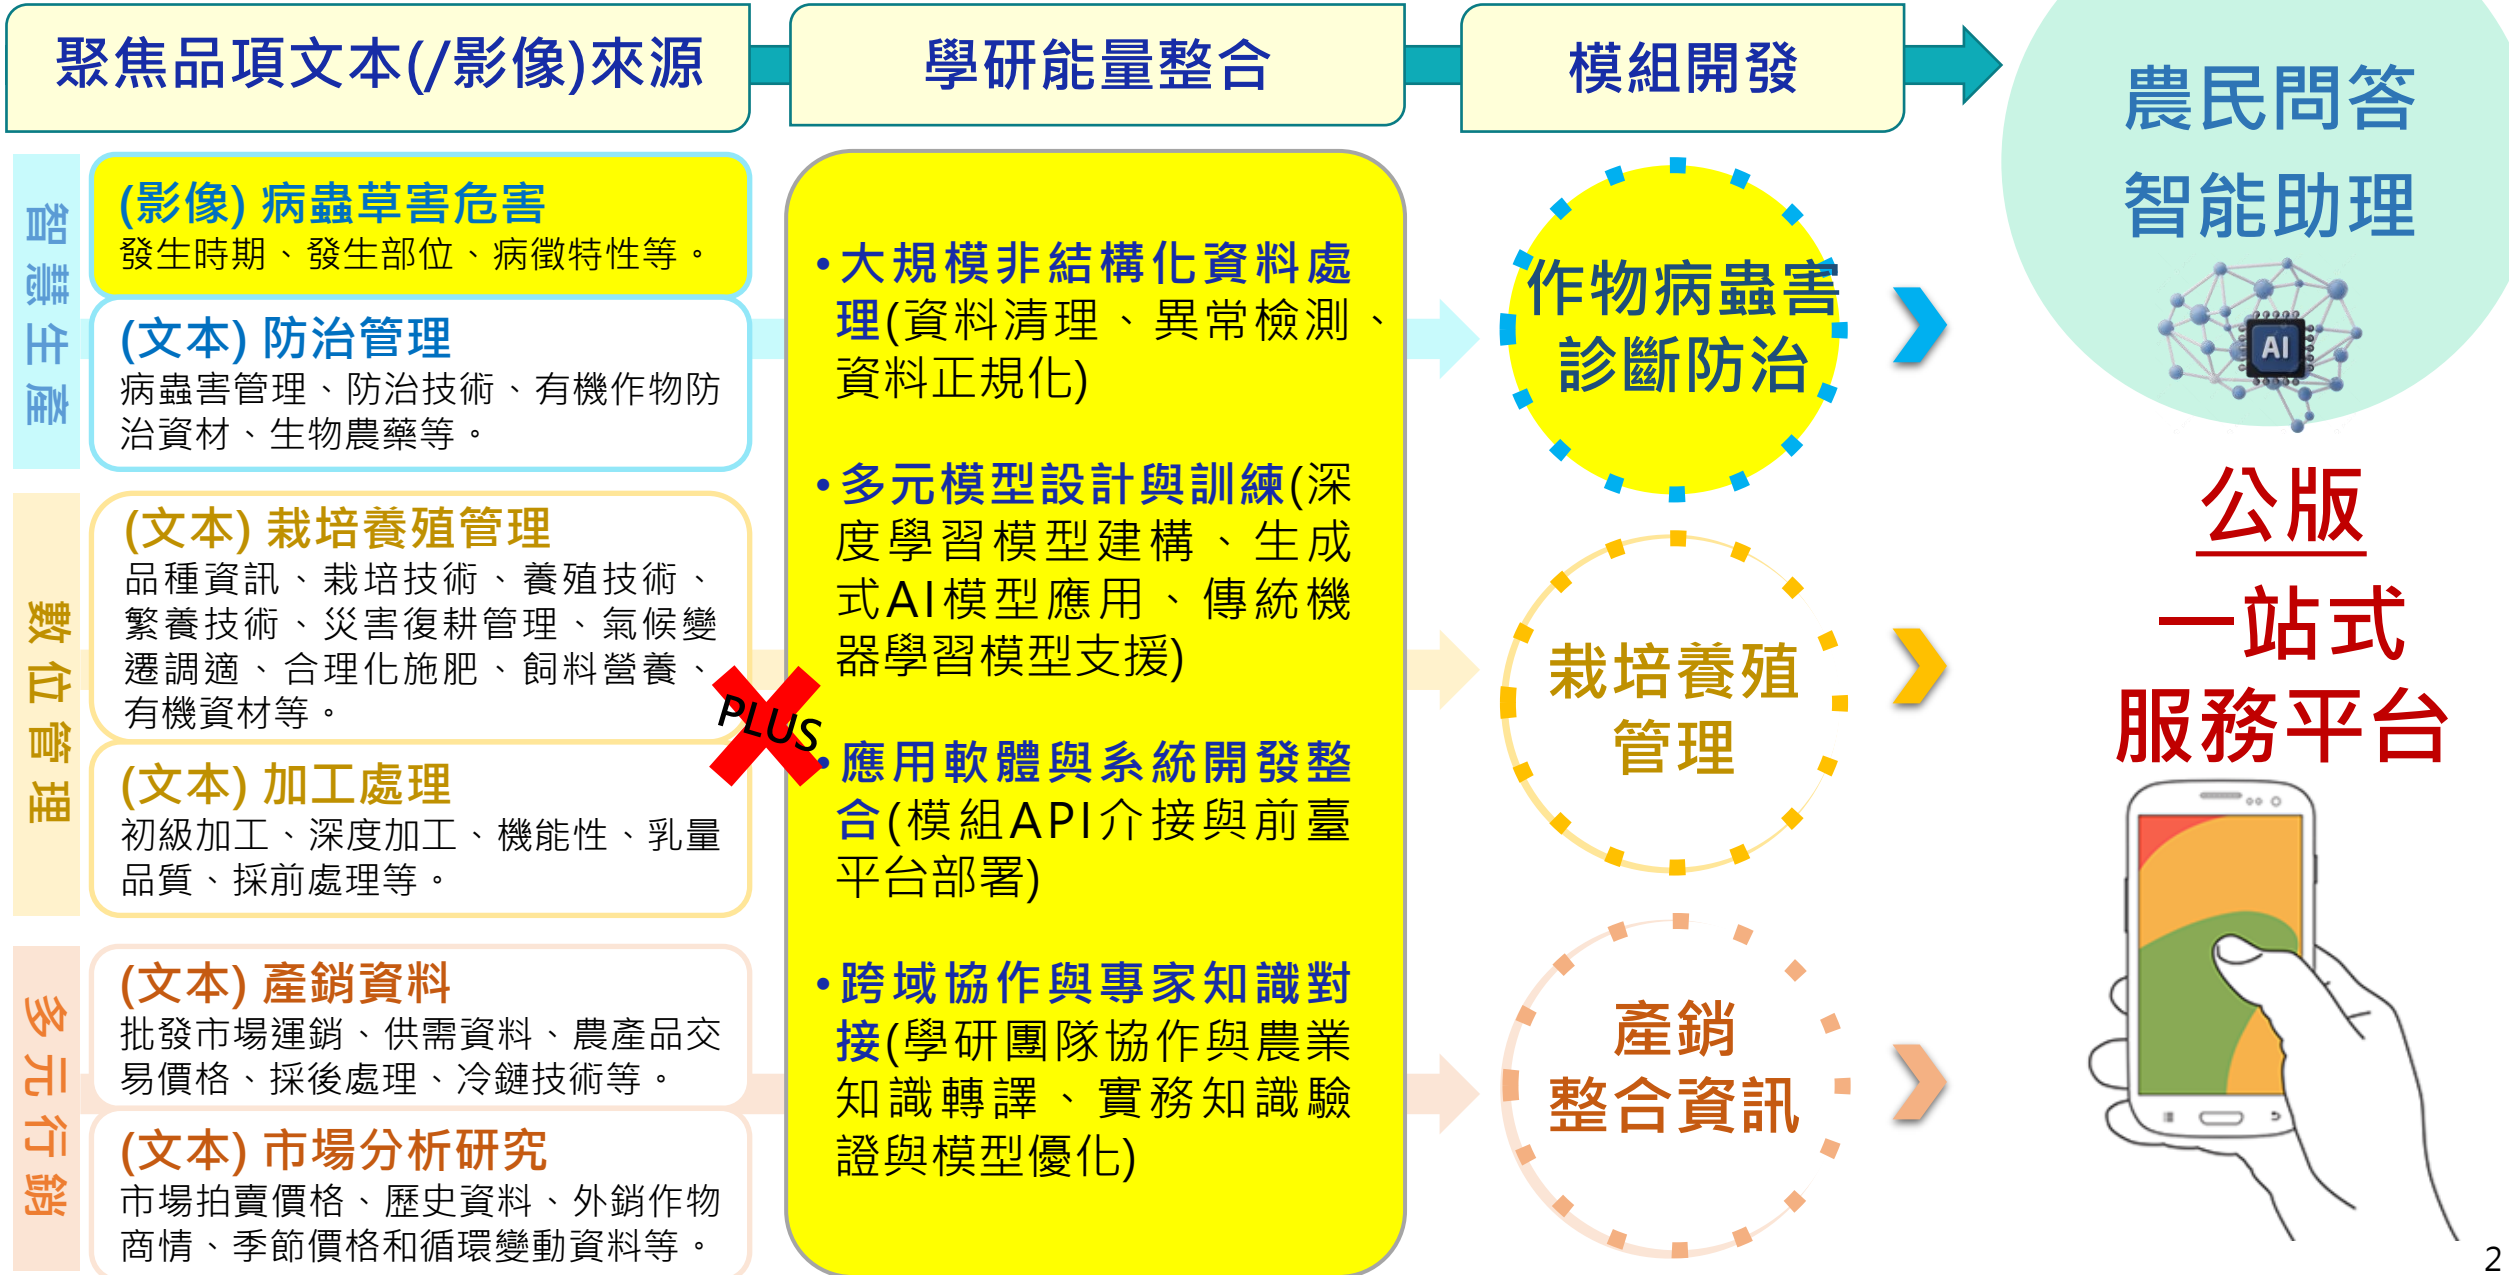 聚焦品項文本(/影像)來源
學研能量整合
模組開發
農民問答
智能助理
智慧生產
(影像) 病蟲草害危害
發生時期、發生部位、病徵特性等。
(文本) 防治管理
病蟲害管理、防治技術、有機作物防
治資材、生物農藥等。
數位管理
(文本) 栽培養殖管理
品種資訊、栽培技術、養殖技術、
繁養技術、災害復耕管理、氣候變
遷調適、合理化施肥、飼料營養、
有機資材等。
(文本) 加工處理
初級加工、深度加工、機能性、乳量
品質、採前處理等。
多元行銷
(文本) 產銷資料
批發市場運銷、供需資料、農產品交
易價格、採後處理、冷鏈技術等。
(文本) 市場分析研究
市場拍賣價格、歷史資料、外銷作物
商情、季節價格和循環變動資料等。
PLUS
•大規模非結構化資料處
理(資料清理、異常檢測、
資料正規化)
•多元模型設計與訓練(深
度學習模型建構、生成
式AI模型應用、傳統機
器學習模型支援)
•應用軟體與系統開發整
合(模組API介接與前臺
平台部署)
•跨域協作與專家知識對
接(學研團隊協作與農業
知識轉譯、實務知識驗
證與模型優化)
作物病蟲害
診斷防治
栽培養殖
管理
產銷
整合資訊
AI
公版
一站式
服務平台
2